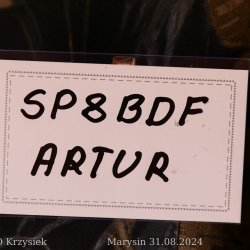 SP8BDF
ARTUR
Krzysiek Marysin 31.08.2024